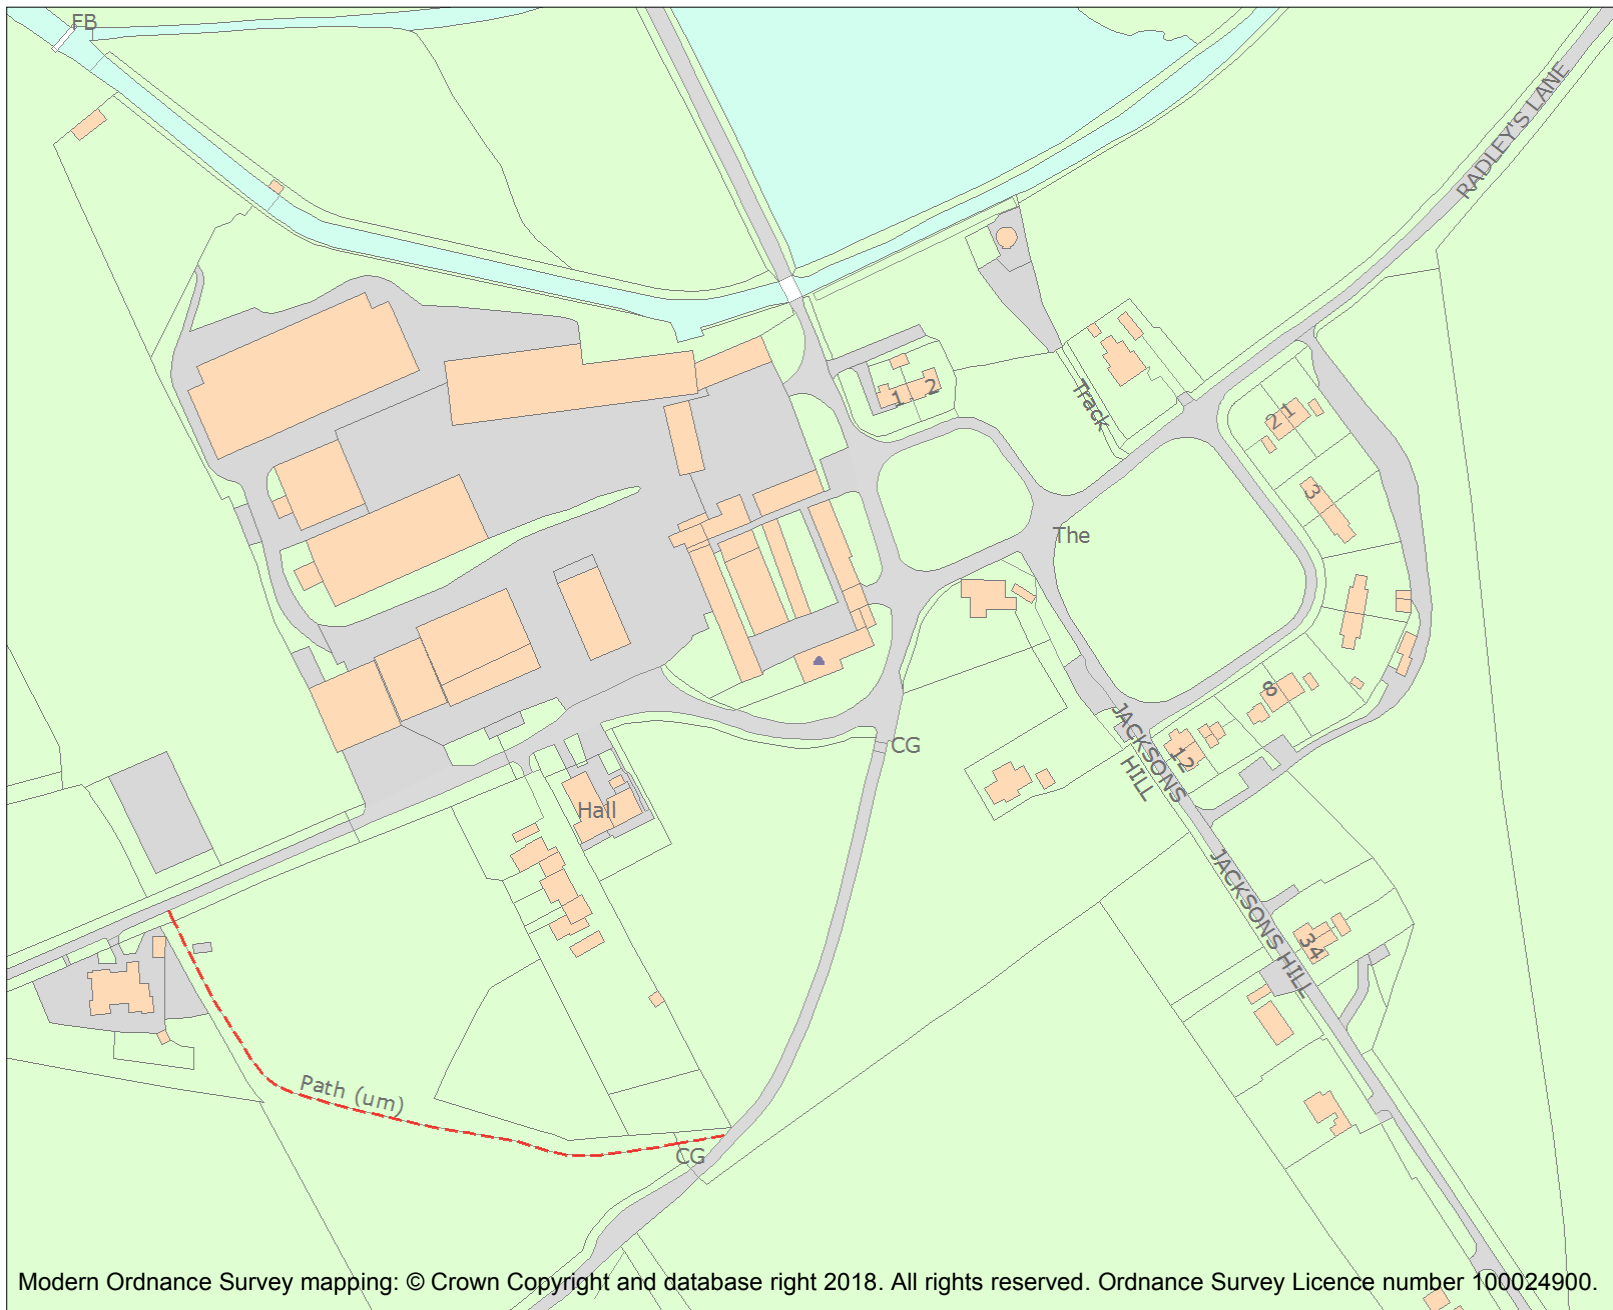 FB
RADLEY'S LANE
Track
1
2
2
1
3
The
8
CG
JACKSONS
HILL
12
Hall
JACKSONS HILL
34
Path (um)
CG
Modern Ordnance Survey mapping: © Crown Copyright and database right 2018. All rights reserved. Ordnance Survey Licence number 100024900.